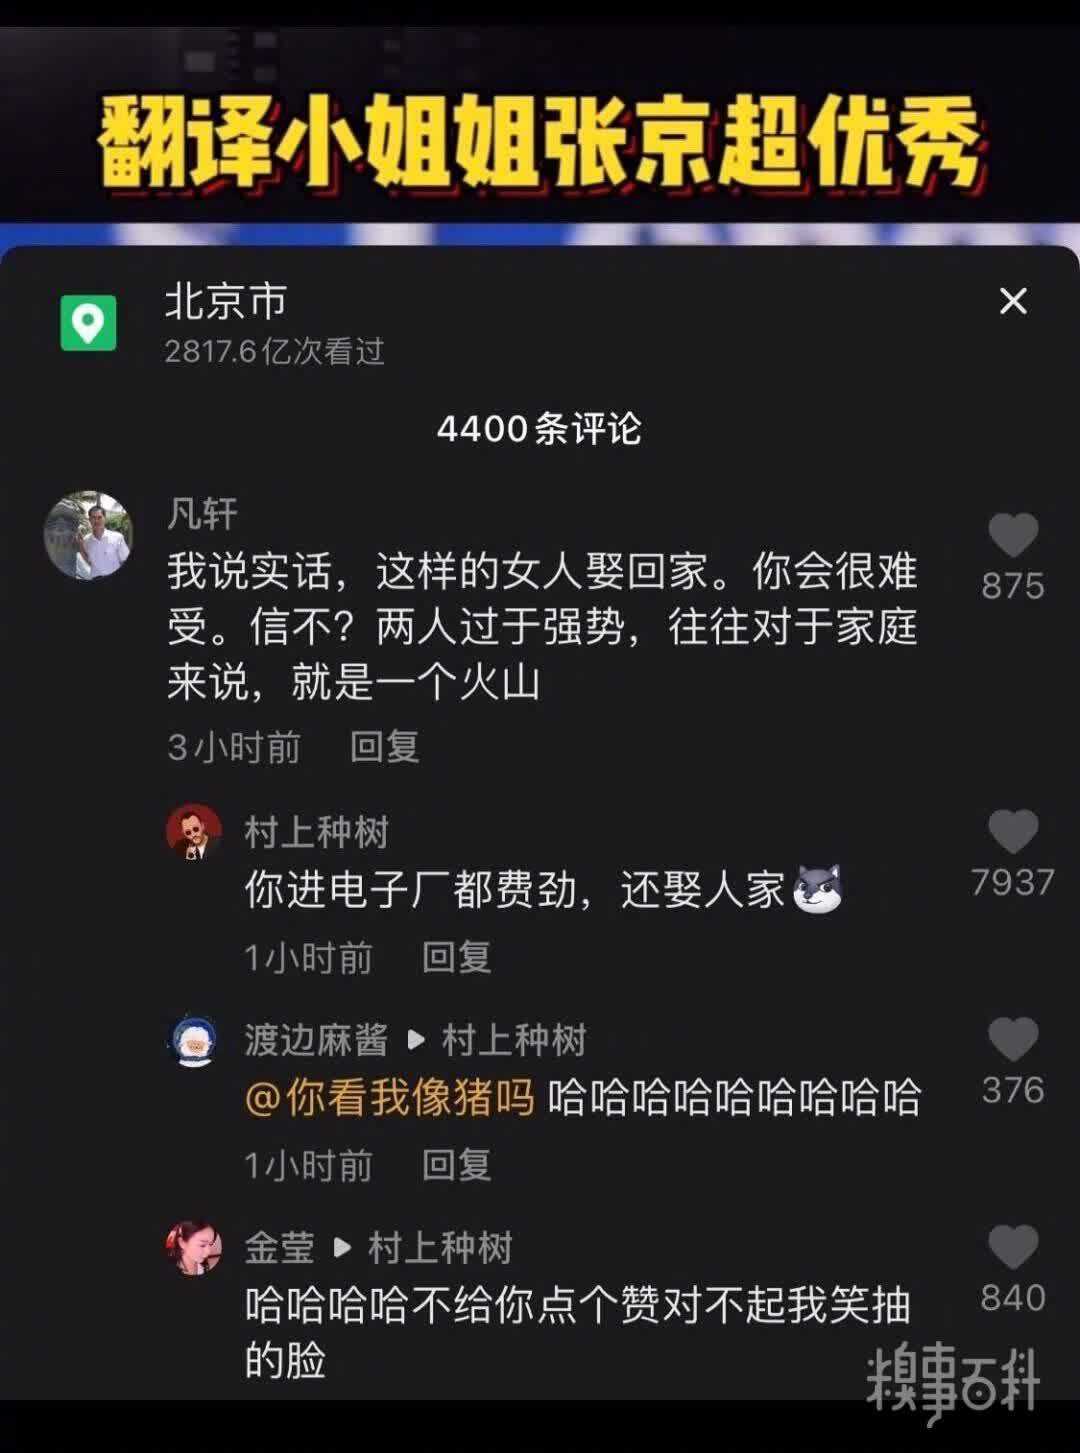 翻译小姐姐张京超优秀
北京市
2817.6亿次看过
4400条评论
凡轩
我说实话，这样的女人娶回家。你会很难
受。信不？两人过于强势，往往对于家庭
来说，就是一个火山
875
3小时前 回复
村上种树
你进电子厂都费劲，还娶人家
7937
1小时前 回复
渡边麻酱 ▶ 村上种树
@你看我像猪吗 哈哈哈哈哈哈哈哈哈
376
1小时前 回复
金莹 ▶ 村上种树
哈哈哈哈不给你点个赞对不起我笑抽
的脸
840
糗事百科